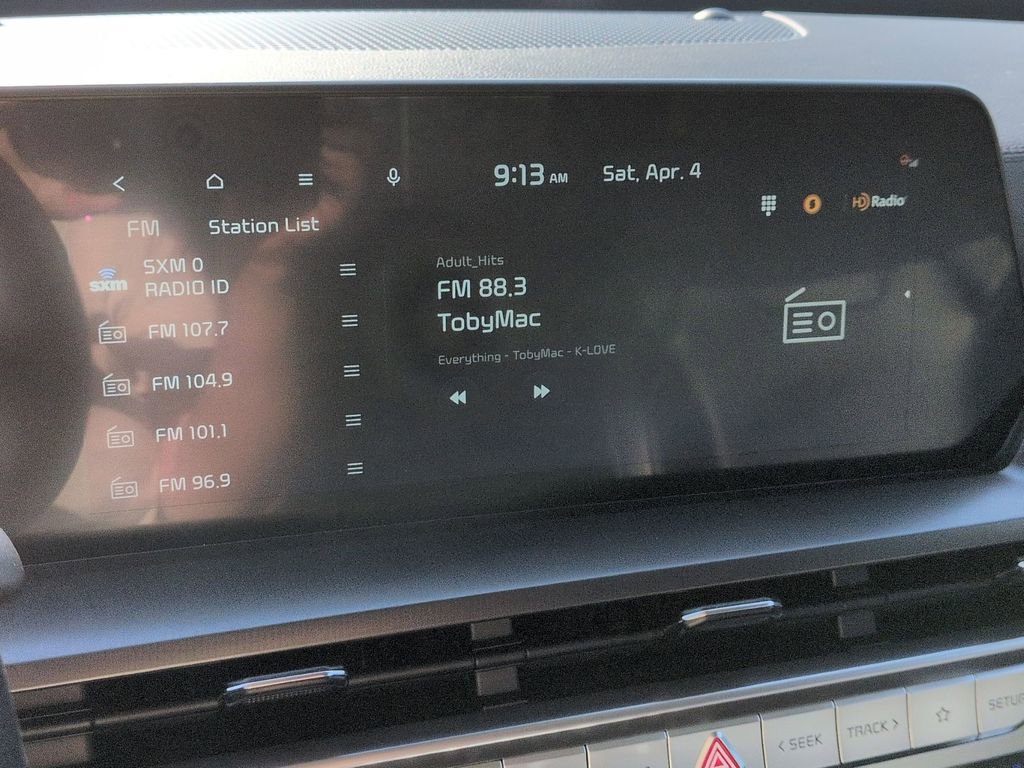 9:13 AM Sat, Apr. 4
HD Radio
FM Station List
sxm SXM 0
RADIO ID
FM 107.7
FM 104.9
FM 101.1
FM 96.9
Adult_Hits
FM 88.3
TobyMac
Everything - TobyMac - K-LOVE
< SEEK
TRACK >
SETUP